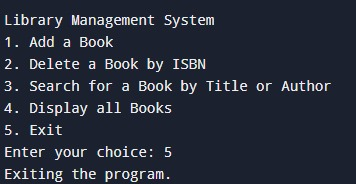 Library Management System
1. Add a Book
2. Delete a Book by ISBN
3. Search for a Book by Title or Author
4. Display all Books
5. Exit
Enter your choice: 5
Exiting the program.